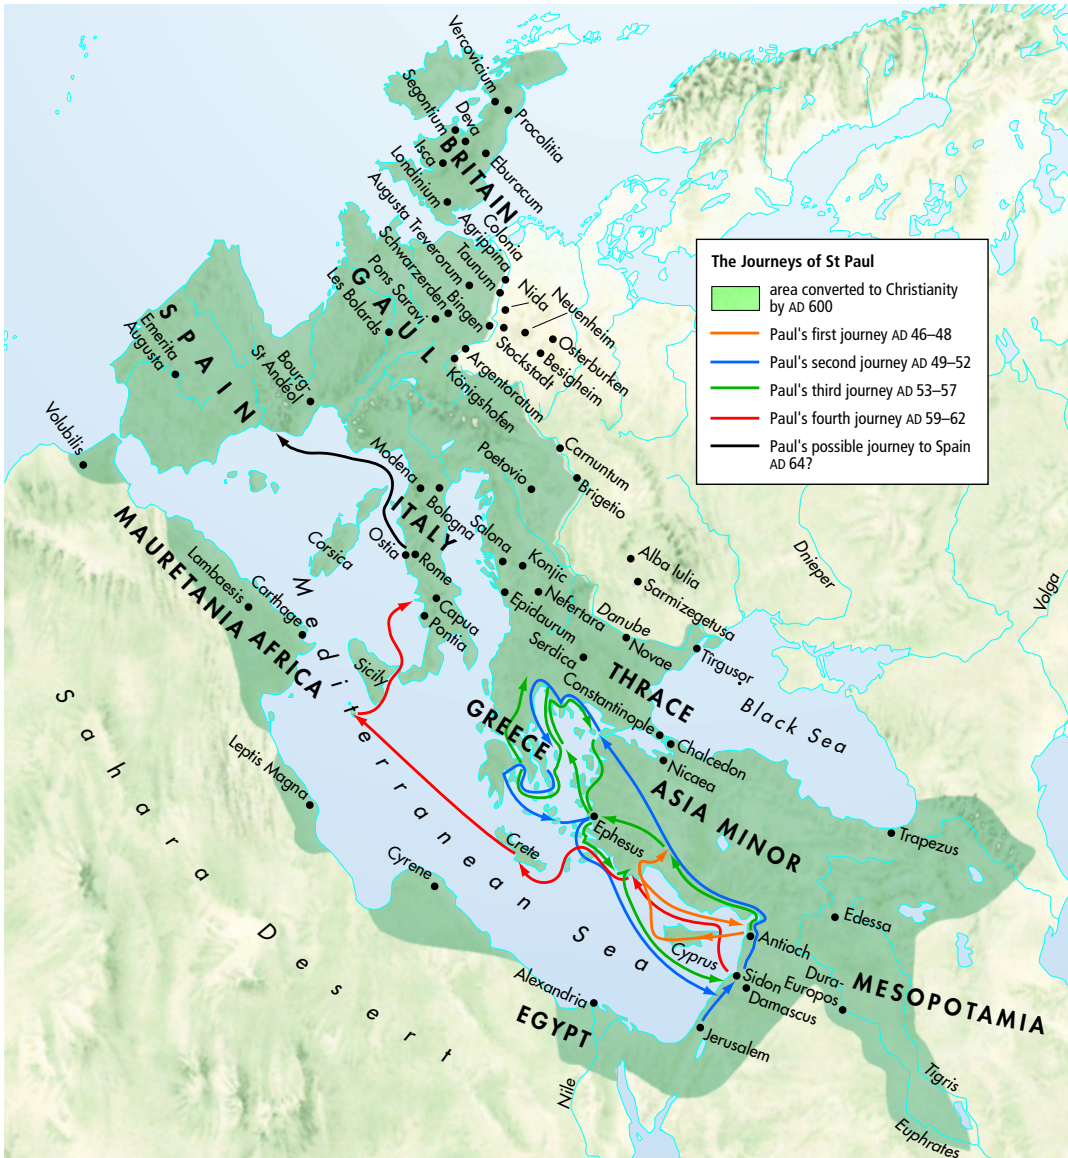 Vercovicium
Segontium
Deva
Procolitia
Isca
BRITAIN
Eburacum
Londinium
Augusta Treverorum
Colonia
Agrippina
Schwarzerden
Taunum
Pons Saravi
Bingen
Nida
Neuenheim
GAUL
Les Bolards
Stockstadt
Osterburken
Besigheim
Argentoratum
Königshofen
SPAIN
Emerita
Augusta
Bourg-
St Andéol
Volubilis
The Journeys of St Paul
area converted to Christianity
by AD 600
Paul's first journey AD 46–48
Paul's second journey AD 49–52
Paul's third journey AD 53–57
Paul's fourth journey AD 59–62
Paul's possible journey to Spain
AD 64?
Carnuntum
Poetovio
Brigetio
Modena
Bologna
ITALY
Salona
Ostia
Rome
Corsica
Konjic
Alba Iulia
Dnieper
Volga
Sarmizegetusa
Nefertara
Epidaurum
Danube
Novae
Serdica
Tirgusor
Capua
Pontia
MAURETANIA
AFRICA
Lambaesis
Carthage
Sicily
Mediterranean Sea
THRACE
Constantinople
Black Sea
GREECE
Chalcedon
Nicaea
ASIA MINOR
Trapezus
Sahara Desert
Leptis Magna
Ephesus
Crete
Cyrene
Edessa
Antioch
Cyprus
Sidon
Dura-
Europos
Damascus
MESOPOTAMIA
Alexandria
EGYPT
Jerusalem
Nile
Tigris
Euphrates